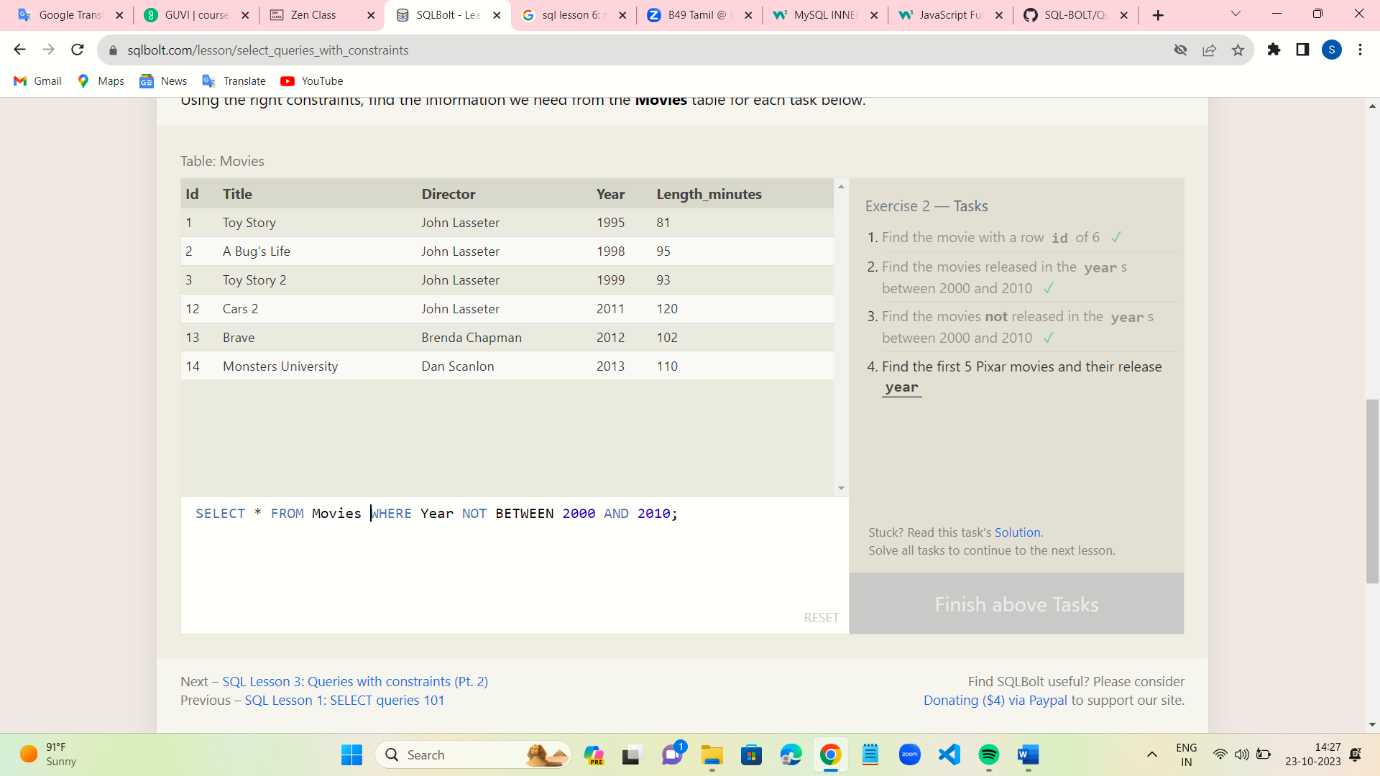 Google Transl
GUVI | course
Zen Class
SQLBolt - Lea
sql lesson 6: m
B49 Tamil @
MySQL INNE
JavaScript Fu
SQL-BOLT/Qu
sqlbolt.com/lesson/select_queries_with_constraints
S
Gmail
Maps
News
Translate
YouTube
Using the right constraints, find the information we need from the Movies table for each task below.
Table: Movies
Id Title Director Year Length_minutes
1 Toy Story John Lasseter 1995 81
2 A Bug's Life John Lasseter 1998 95
3 Toy Story 2 John Lasseter 1999 93
12 Cars 2 John Lasseter 2011 120
13 Brave Brenda Chapman 2012 102
14 Monsters University Dan Scanlon 2013 110
SELECT * FROM Movies WHERE Year NOT BETWEEN 2000 AND 2010;
RESET
Exercise 2 — Tasks
1. Find the movie with a row id of 6 ✓
2. Find the movies released in the year s
between 2000 and 2010 ✓
3. Find the movies not released in the year s
between 2000 and 2010 ✓
4. Find the first 5 Pixar movies and their release
year
Stuck? Read this task's Solution.
Solve all tasks to continue to the next lesson.
Finish above Tasks
Next – SQL Lesson 3: Queries with constraints (Pt. 2)
Previous – SQL Lesson 1: SELECT queries 101
Find SQLBolt useful? Please consider
Donating ($4) via Paypal to support our site.
91°F
Sunny
Search
PRE
1
zoom
ENG
IN
14:27
23-10-2023